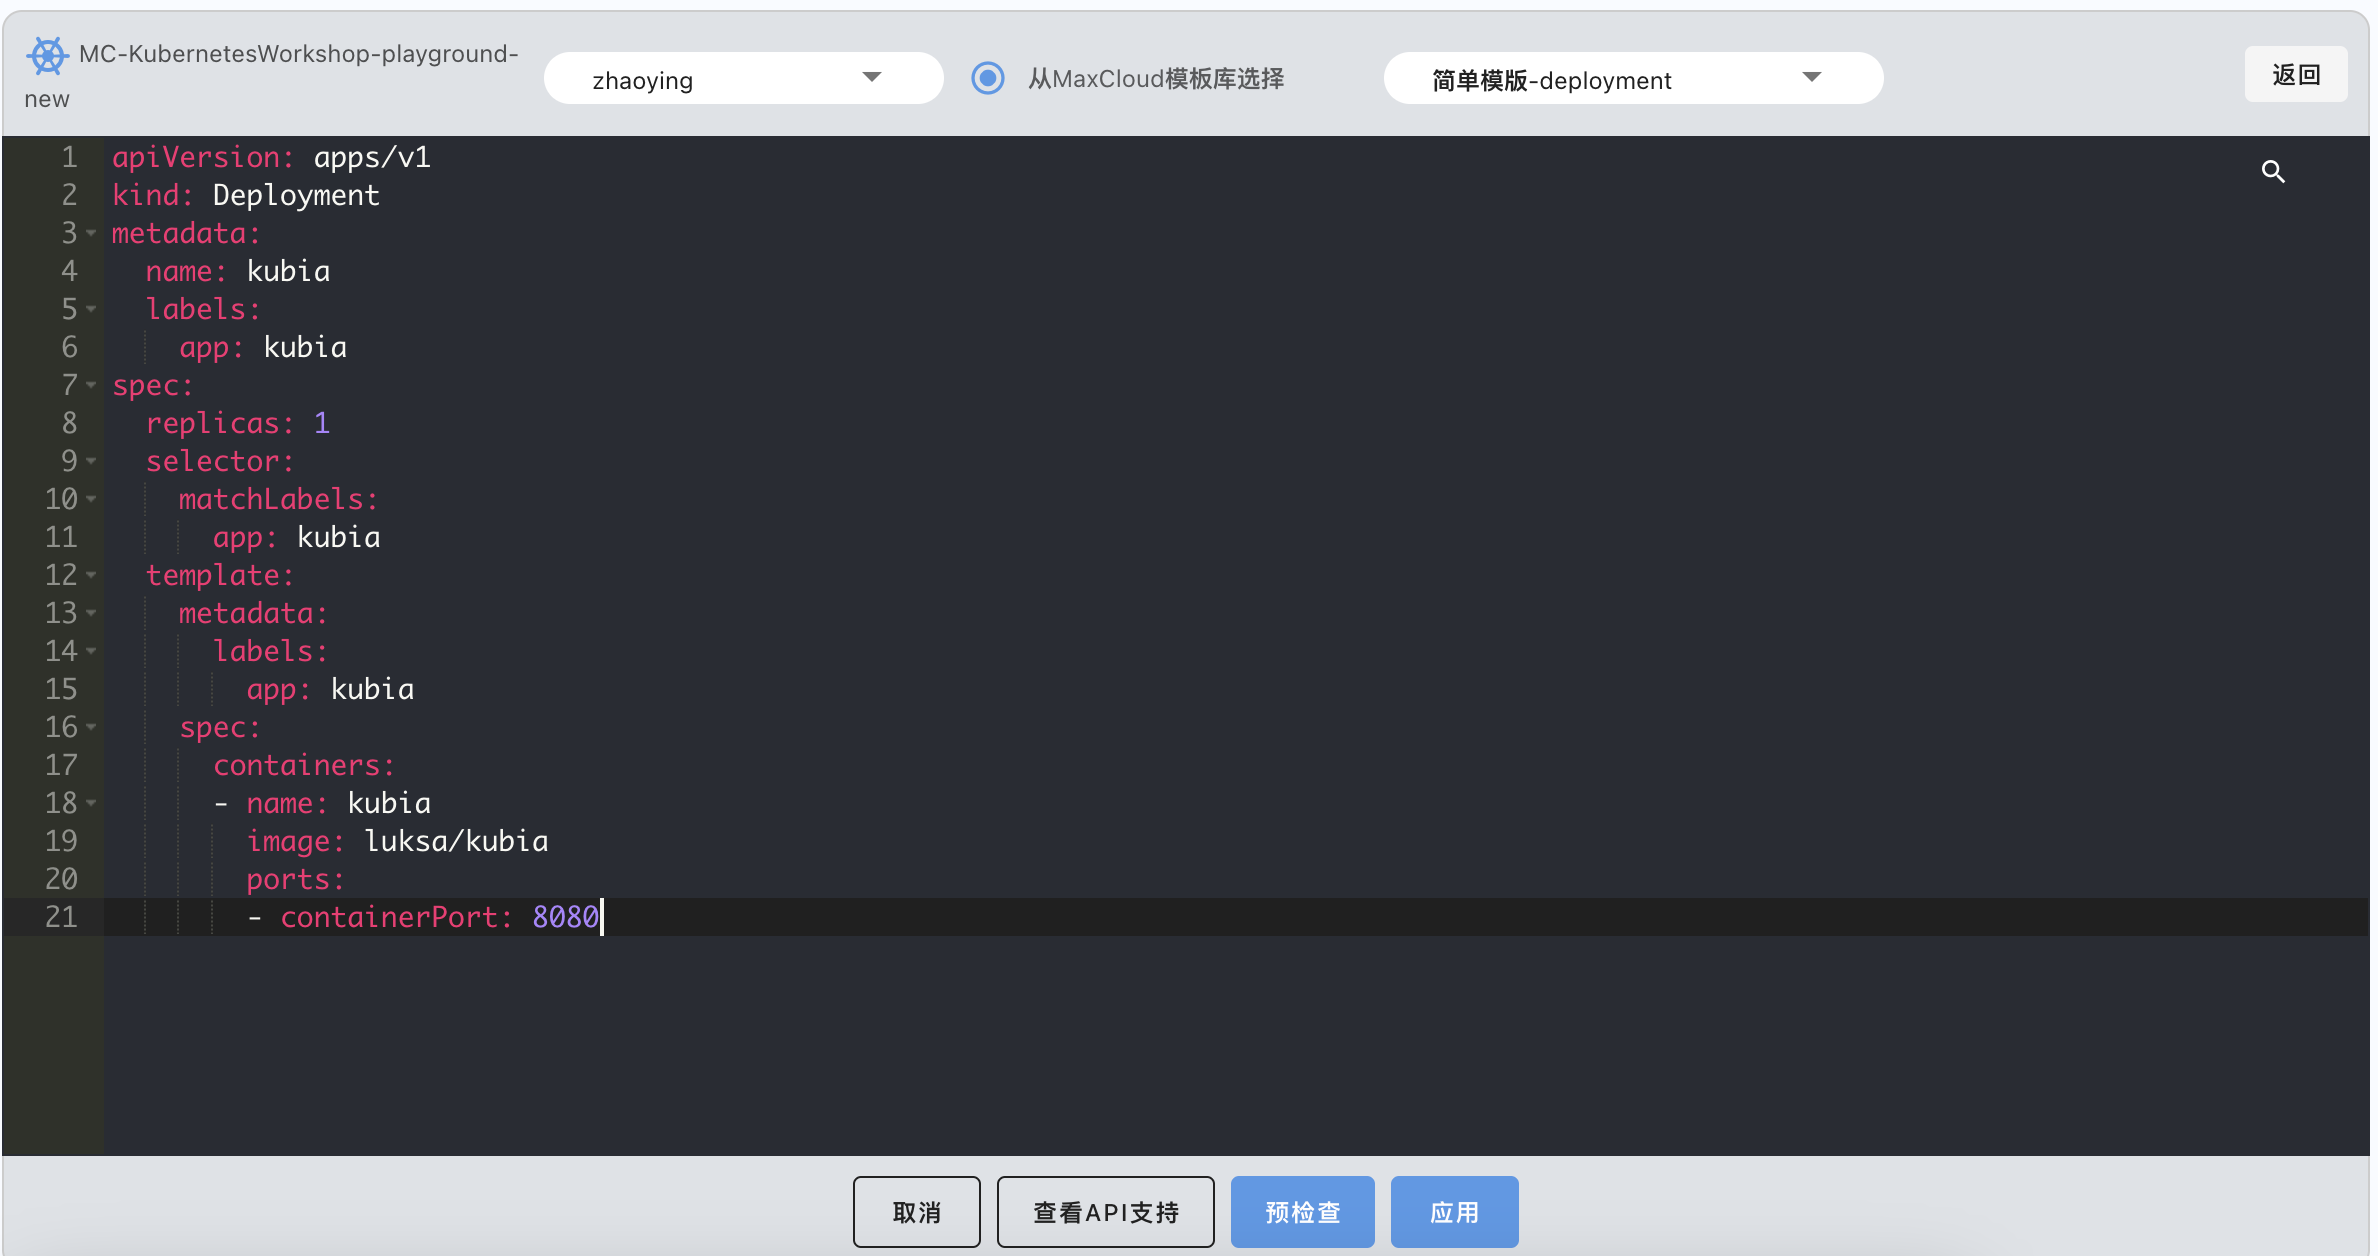 MC-KubernetesWorkshop-playground-
new
zhaoying
从MaxCloud模板库选择
简单模版-deployment
返回
1 apiVersion: apps/v1
2 kind: Deployment
3 metadata:
4   name: kubia
5   labels:
6     app: kubia
7 spec:
8   replicas: 1
9   selector:
10     matchLabels:
11       app: kubia
12   template:
13     metadata:
14       labels:
15         app: kubia
16     spec:
17       containers:
18       - name: kubia
19         image: luksa/kubia
20         ports:
21         - containerPort: 8080
取消
查看API支持
预检查
应用